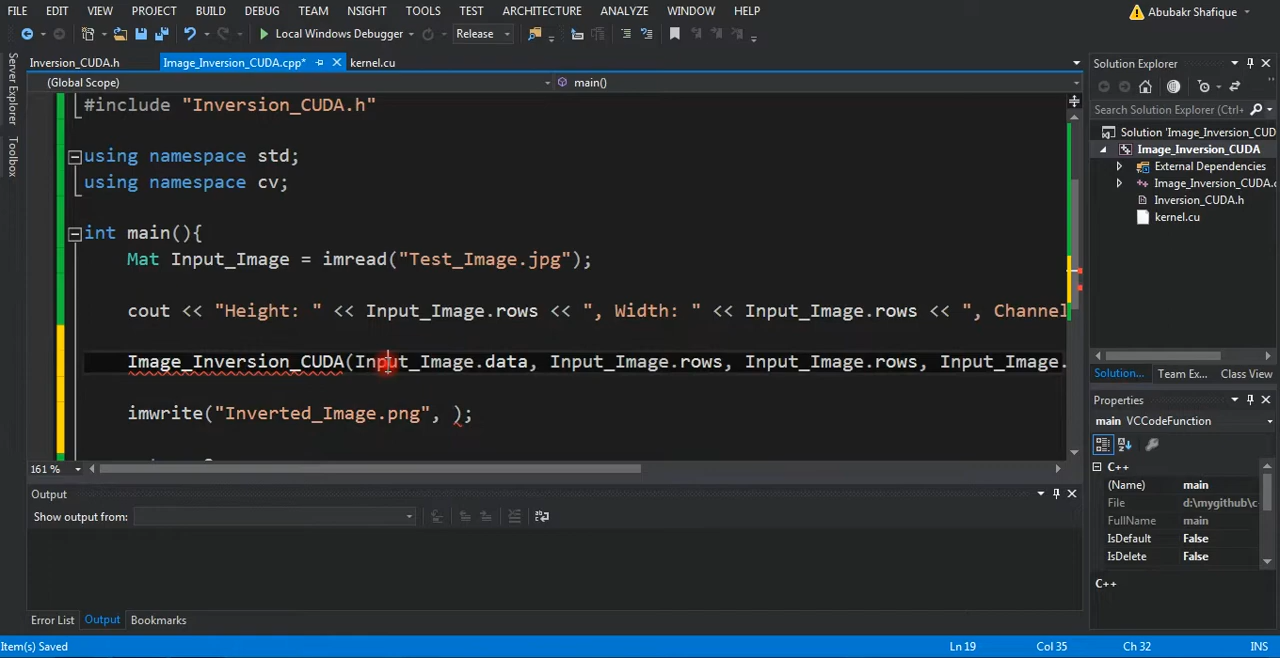 FILE EDIT VIEW PROJECT BUILD DEBUG TEAM NSIGHT TOOLS TEST ARCHITECTURE ANALYZE WINDOW HELP
Abubakr Shafique
Local Windows Debugger
Release
Inversion_CUDA.h Image_Inversion_CUDA.cpp* kernel.cu
(Global Scope) main()
Server Explorer
Toolbox
#include "Inversion_CUDA.h"
using namespace std;
using namespace cv;
int main(){
Mat Input_Image = imread("Test_Image.jpg");
cout << "Height: " << Input_Image.rows << ", Width: " << Input_Image.rows << ", Channel
Image_Inversion_CUDA(Input_Image.data, Input_Image.rows, Input_Image.rows, Input_Image.
imwrite("Inverted_Image.png", );
161 %
Output
Show output from:
Error List Output Bookmarks
Solution Explorer
Search Solution Explorer (Ctrl+
Solution 'Image_Inversion_CUD
Image_Inversion_CUDA
External Dependencies
Image_Inversion_CUDA.c
Inversion_CUDA.h
kernel.cu
Solution... Team Ex... Class View
Properties
main VCCodeFunction
C++
(Name) main
File d:\mygithub\c
FullName main
IsDefault False
IsDelete False
C++
Item(s) Saved Ln 19 Col 35 Ch 32 INS